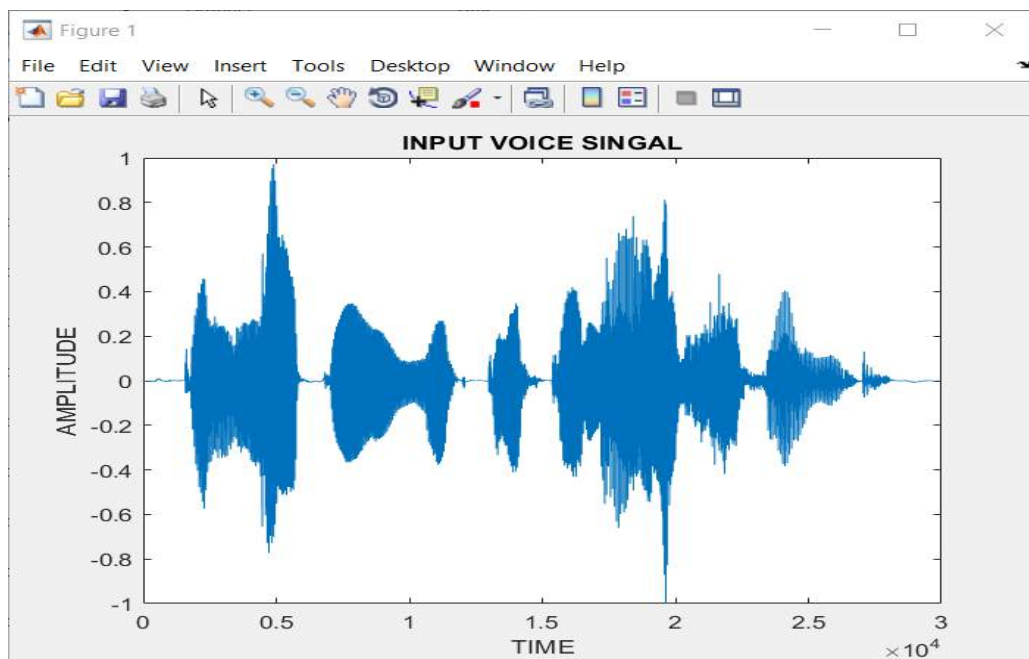 Figure 1
File Edit View Insert Tools Desktop Window Help
INPUT VOICE SINGAL
1
0.8
0.6
0.4
0.2
0
-0.2
-0.4
-0.6
-0.8
-1
AMPLITUDE
0 0.5 1 1.5 2 2.5 3
TIME
×10^4